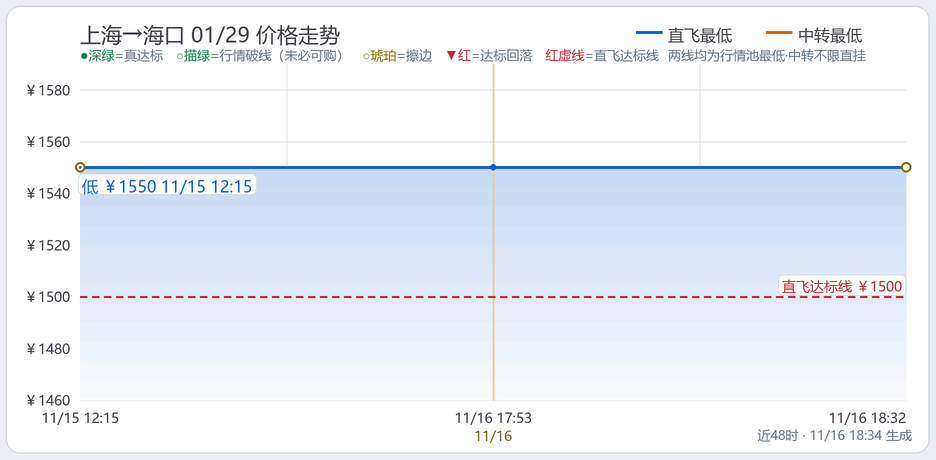 上海→海口 01/29 价格走势
直飞最低 中转最低
●深绿=真达标 ○描绿=行情破线（未必可购） ○琥珀=擦边 ▼红=达标回落 红虚线=直飞达标线 两线均为行情池最低·中转不限直挂
¥1580
¥1560
¥1540
¥1520
¥1500
¥1480
¥1460
低 ¥1550 11/15 12:15
直飞达标线 ¥1500
11/15 12:15 11/16 17:53 11/16 18:32
11/16
近48时 · 11/16 18:34 生成